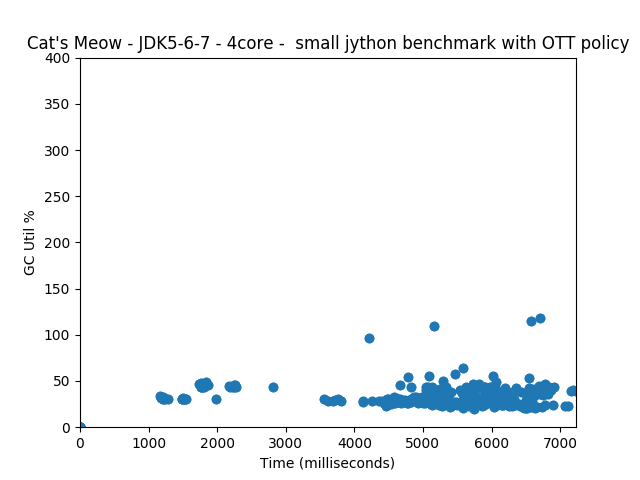 Cat's Meow - JDK5-6-7 - 4core -  small jython benchmark with OTT policy
400
350
300
250
200
150
100
50
0
GC Util %
0 1000 2000 3000 4000 5000 6000 7000
Time (milliseconds)